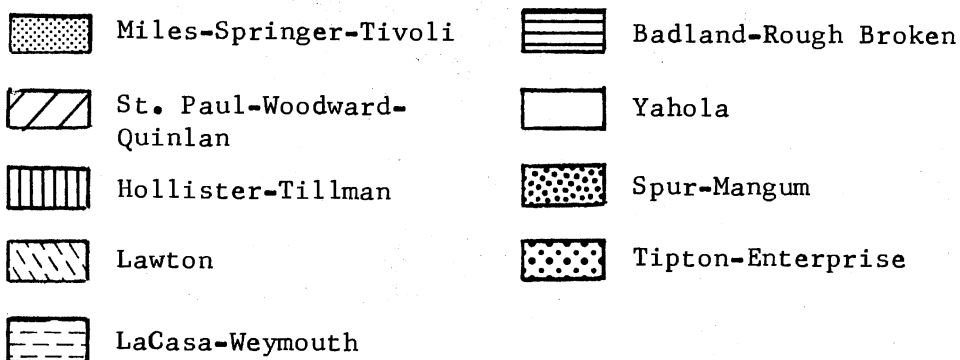 Miles-Springer-Tivoli
St. Paul-Woodward-
Quinlan
Hollister-Tillman
Lawton
LaCasa-Weymouth
Badland-Rough Broken
Yahola
Spur-Mangum
Tipton-Enterprise